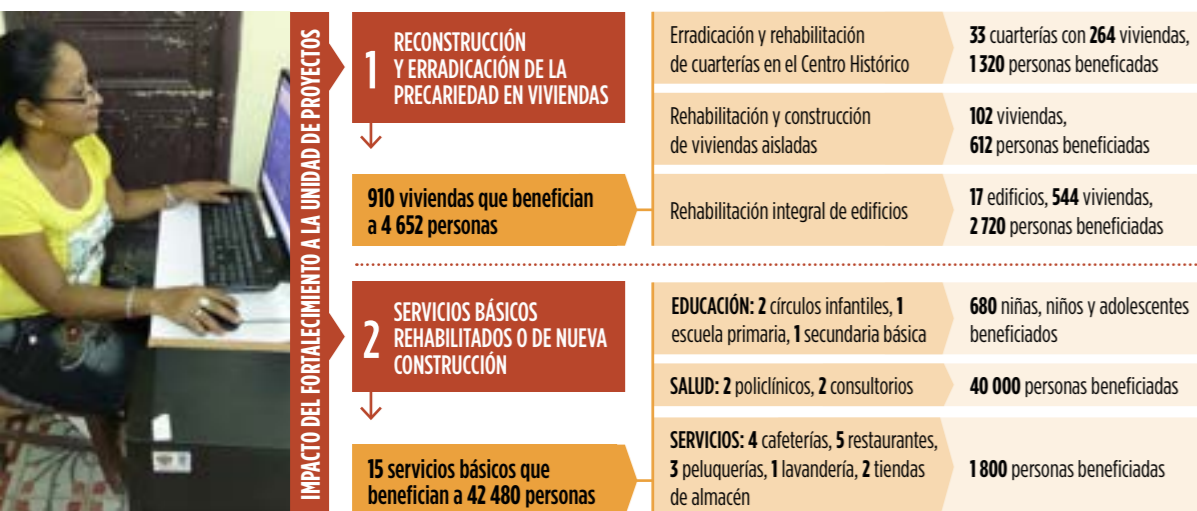 IMPACTO DEL FORTALECIMIENTO A LA UNIDAD DE PROYECTOS
1
RECONSTRUCCIÓN
Y ERRADICACIÓN DE LA
PRECARIEDAD EN VIVIENDAS
910 viviendas que benefician
a 4 652 personas
Erradicación y rehabilitación
de cuarterías en el Centro Histórico
33 cuarterías con 264 viviendas,
1 320 personas beneficadas
Rehabilitación y construcción
de viviendas aisladas
102 viviendas,
612 personas beneficiadas
Rehabilitación integral de edificios
17 edificios, 544 viviendas,
2 720 personas beneficiadas
2
SERVICIOS BÁSICOS
REHABILITADOS O DE NUEVA
CONSTRUCCIÓN
15 servicios básicos que
benefician a 42 480 personas
EDUCACIÓN: 2 círculos infantiles, 1
escuela primaria, 1 secundaria básica
680 niñas, niños y adolescentes
beneficiados
SALUD: 2 policlínicos, 2 consultorios
40 000 personas beneficiadas
SERVICIOS: 4 cafeterías, 5 restaurantes,
3 peluquerías, 1 lavandería, 2 tiendas
de almacén
1 800 personas beneficiadas